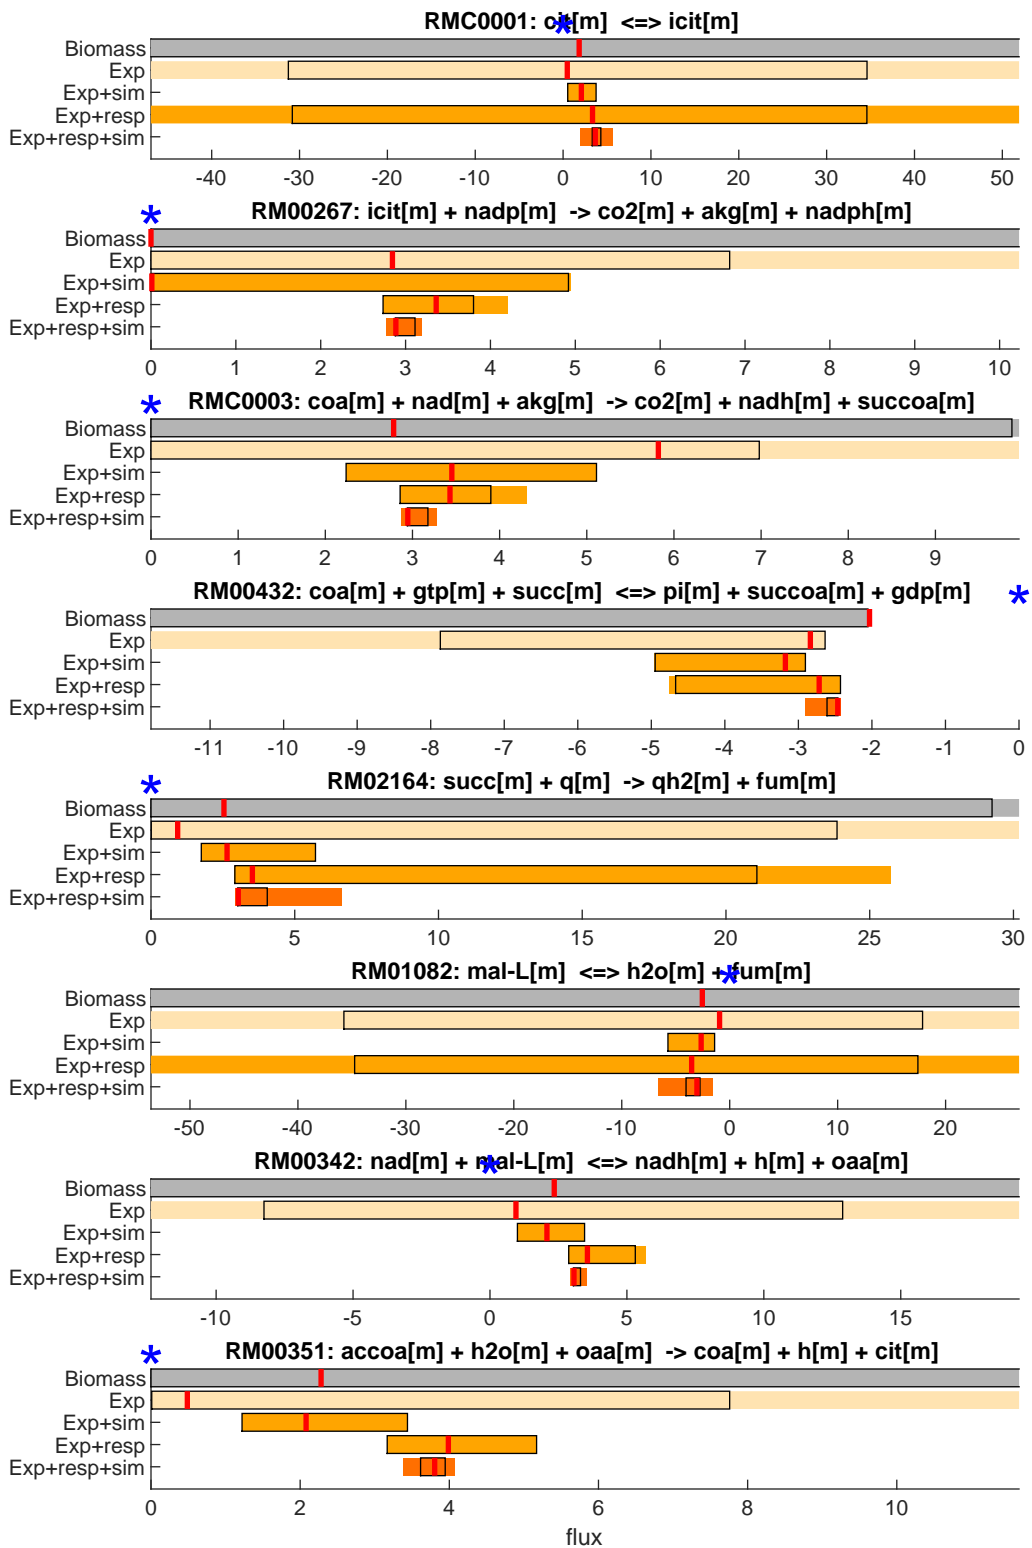 RMC0001: cit[m] <=> icit[m]
Biomass
Exp
Exp+sim
Exp+resp
Exp+resp+sim
-40 -30 -20 -10 0 10 20 30 40 50
RM00267: icit[m] + nadp[m] -> co2[m] + akg[m] + nadph[m]
Biomass
Exp
Exp+sim
Exp+resp
Exp+resp+sim
0 1 2 3 4 5 6 7 8 9 10
RMC0003: coa[m] + nad[m] + akg[m] -> co2[m] + nadh[m] + succoa[m]
Biomass
Exp
Exp+sim
Exp+resp
Exp+resp+sim
0 1 2 3 4 5 6 7 8 9
RM00432: coa[m] + gtp[m] + succ[m] <=> pi[m] + succoa[m] + gdp[m]
Biomass
Exp
Exp+sim
Exp+resp
Exp+resp+sim
-11 -10 -9 -8 -7 -6 -5 -4 -3 -2 -1 0
RM02164: succ[m] + q[m] -> qh2[m] + fum[m]
Biomass
Exp
Exp+sim
Exp+resp
Exp+resp+sim
0 5 10 15 20 25 30
RM01082: mal-L[m] <=> h2o[m] + fum[m]
Biomass
Exp
Exp+sim
Exp+resp
Exp+resp+sim
-50 -40 -30 -20 -10 0 10 20
RM00342: nad[m] + mal-L[m] <=> nadh[m] + h[m] + oaa[m]
Biomass
Exp
Exp+sim
Exp+resp
Exp+resp+sim
-10 -5 0 5 10 15
RM00351: accoa[m] + h2o[m] + oaa[m] -> coa[m] + h[m] + cit[m]
Biomass
Exp
Exp+sim
Exp+resp
Exp+resp+sim
0 2 4 6 8 10
flux